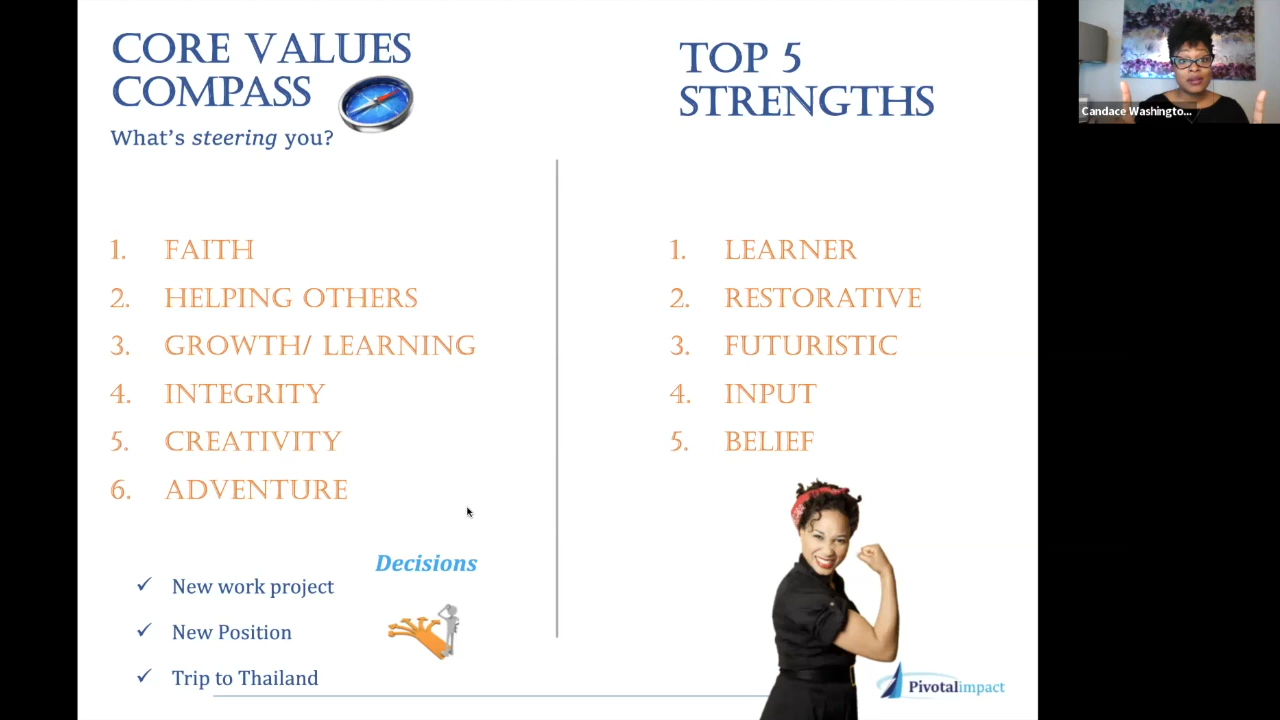 CORE VALUES
COMPASS
What's steering you?
1. FAITH
2. HELPING OTHERS
3. GROWTH/ LEARNING
4. INTEGRITY
5. CREATIVITY
6. ADVENTURE
Decisions
✓ New work project
✓ New Position
✓ Trip to Thailand
TOP 5
STRENGTHS
1. LEARNER
2. RESTORATIVE
3. FUTURISTIC
4. INPUT
5. BELIEF
Pivotalimpact
Candace Washingto...